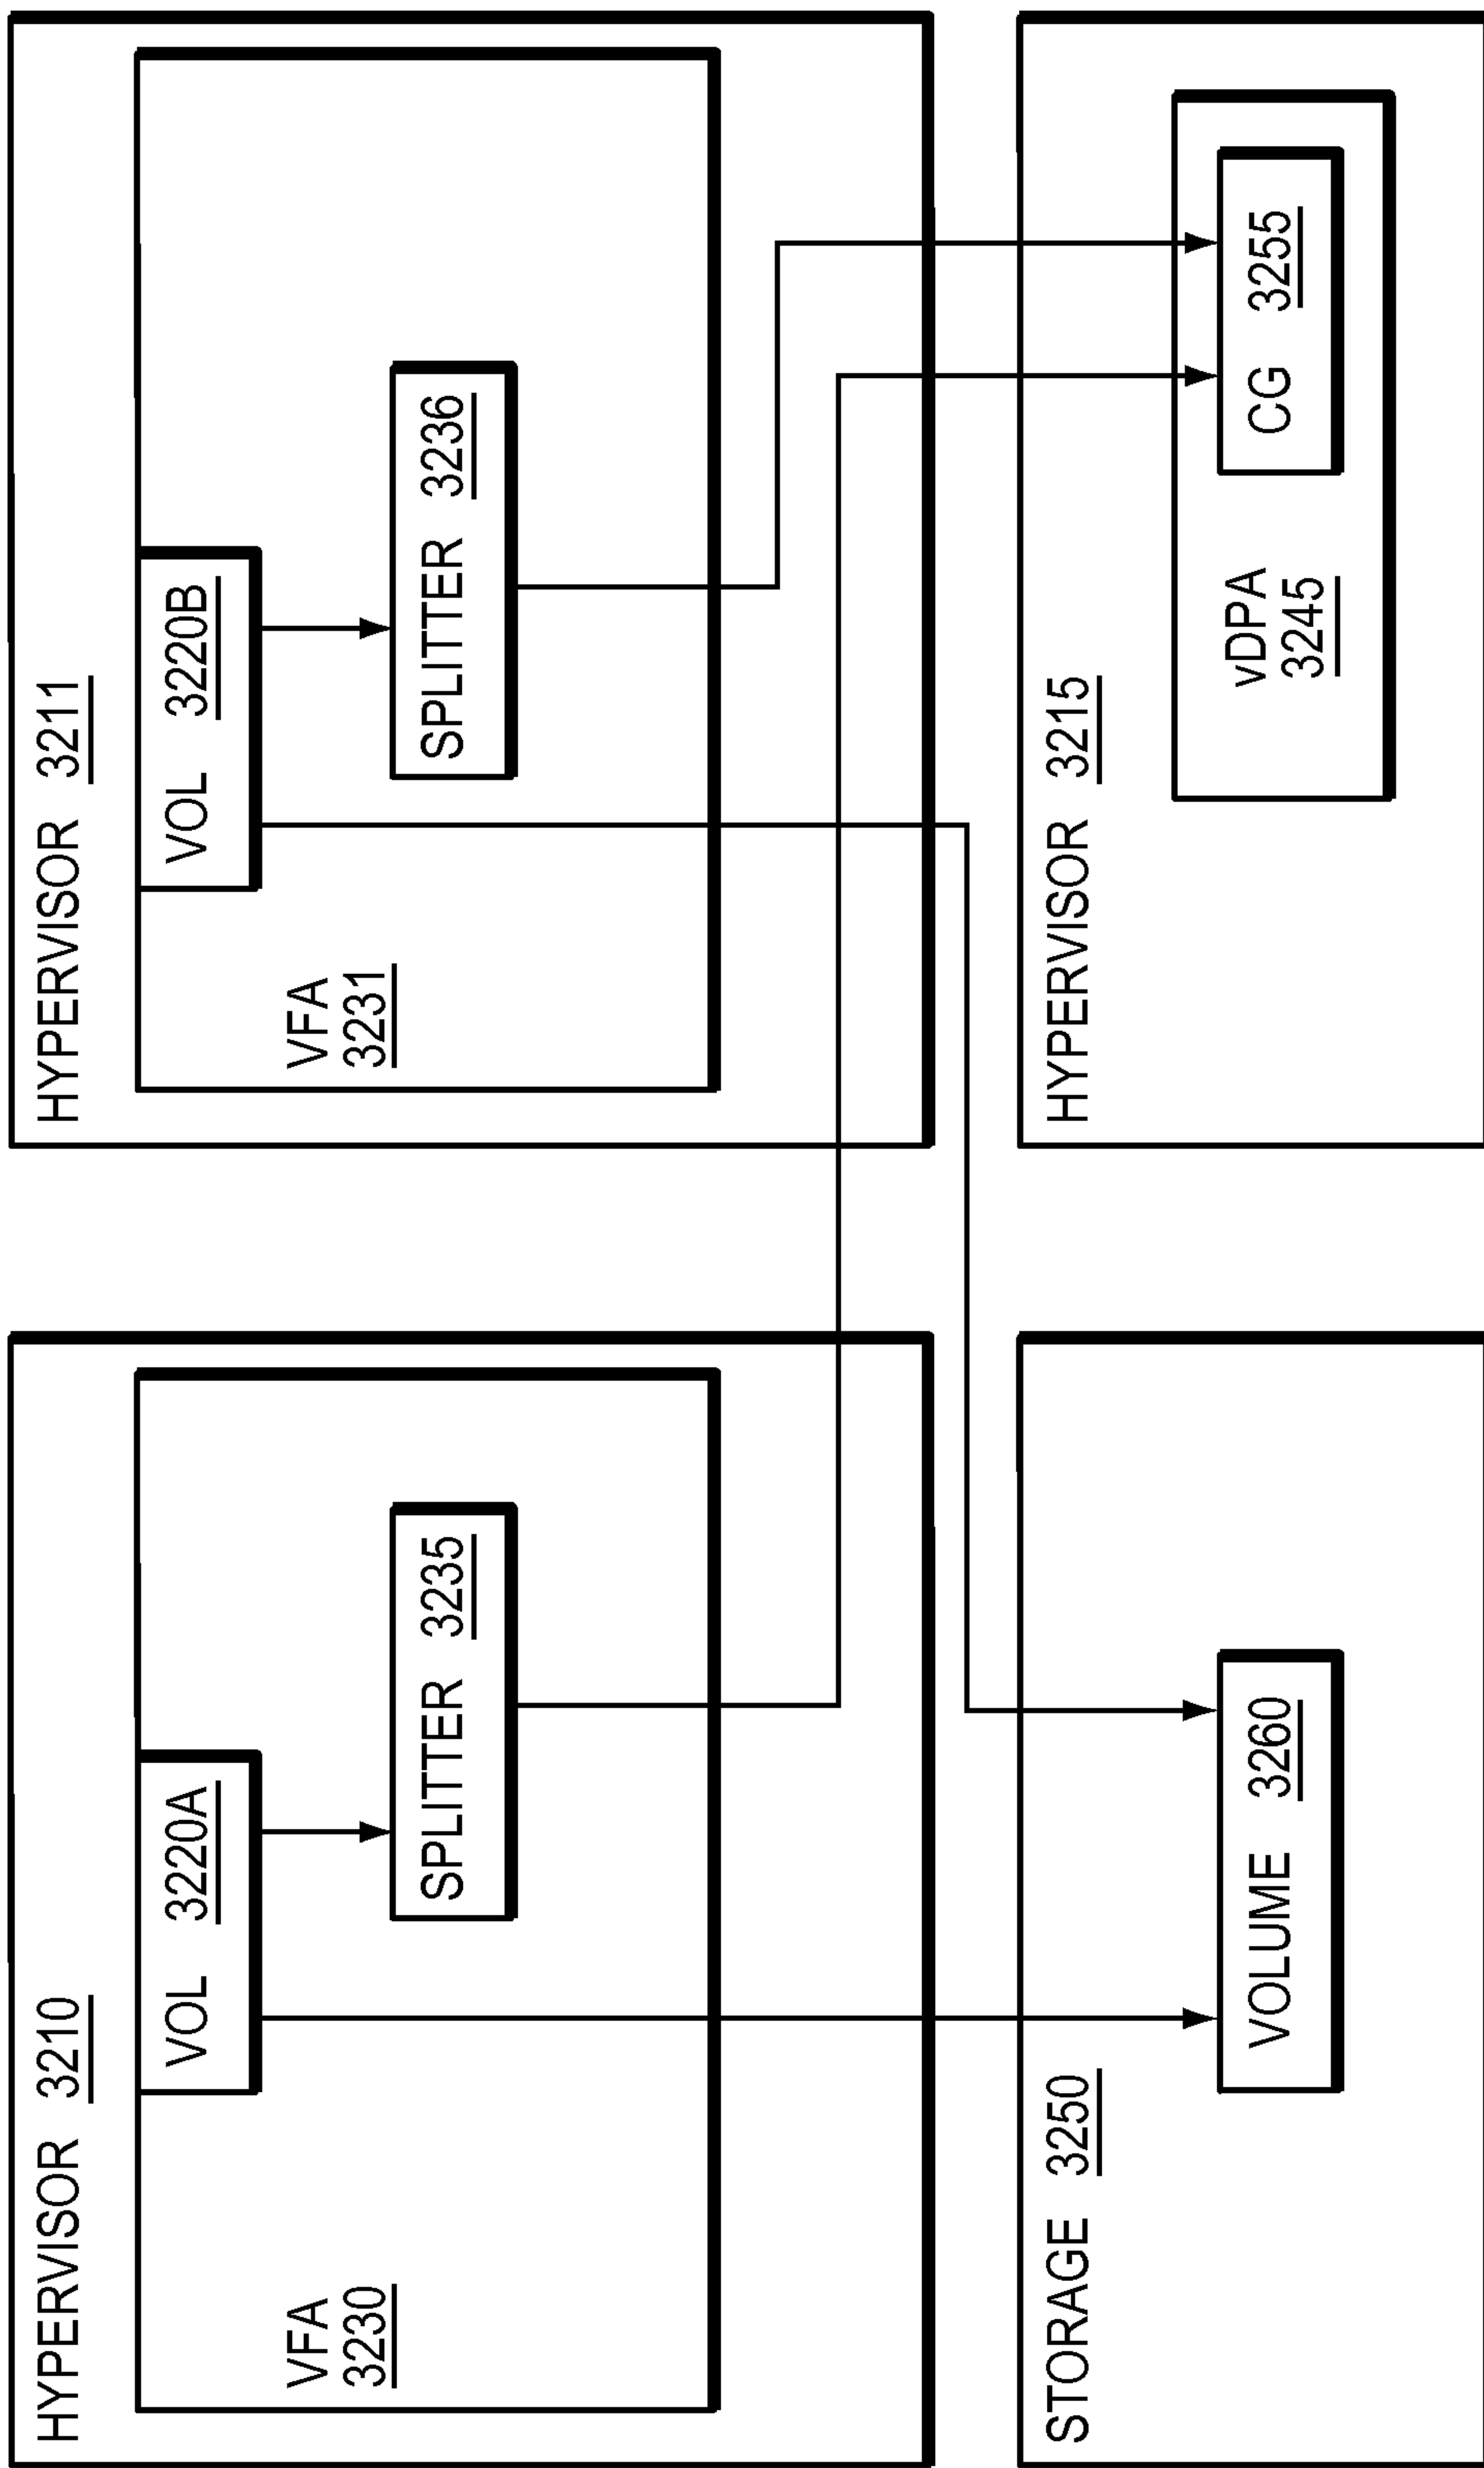 HYPERVISOR 3210
VOL 3220A
VFA
3230
SPLITTER 3235
HYPERVISOR 3211
VOL 3220B
VFA
3231
SPLITTER 3236
STORAGE 3250
VOLUME 3260
HYPERVISOR 3215
vDPA
3245
CG 3255